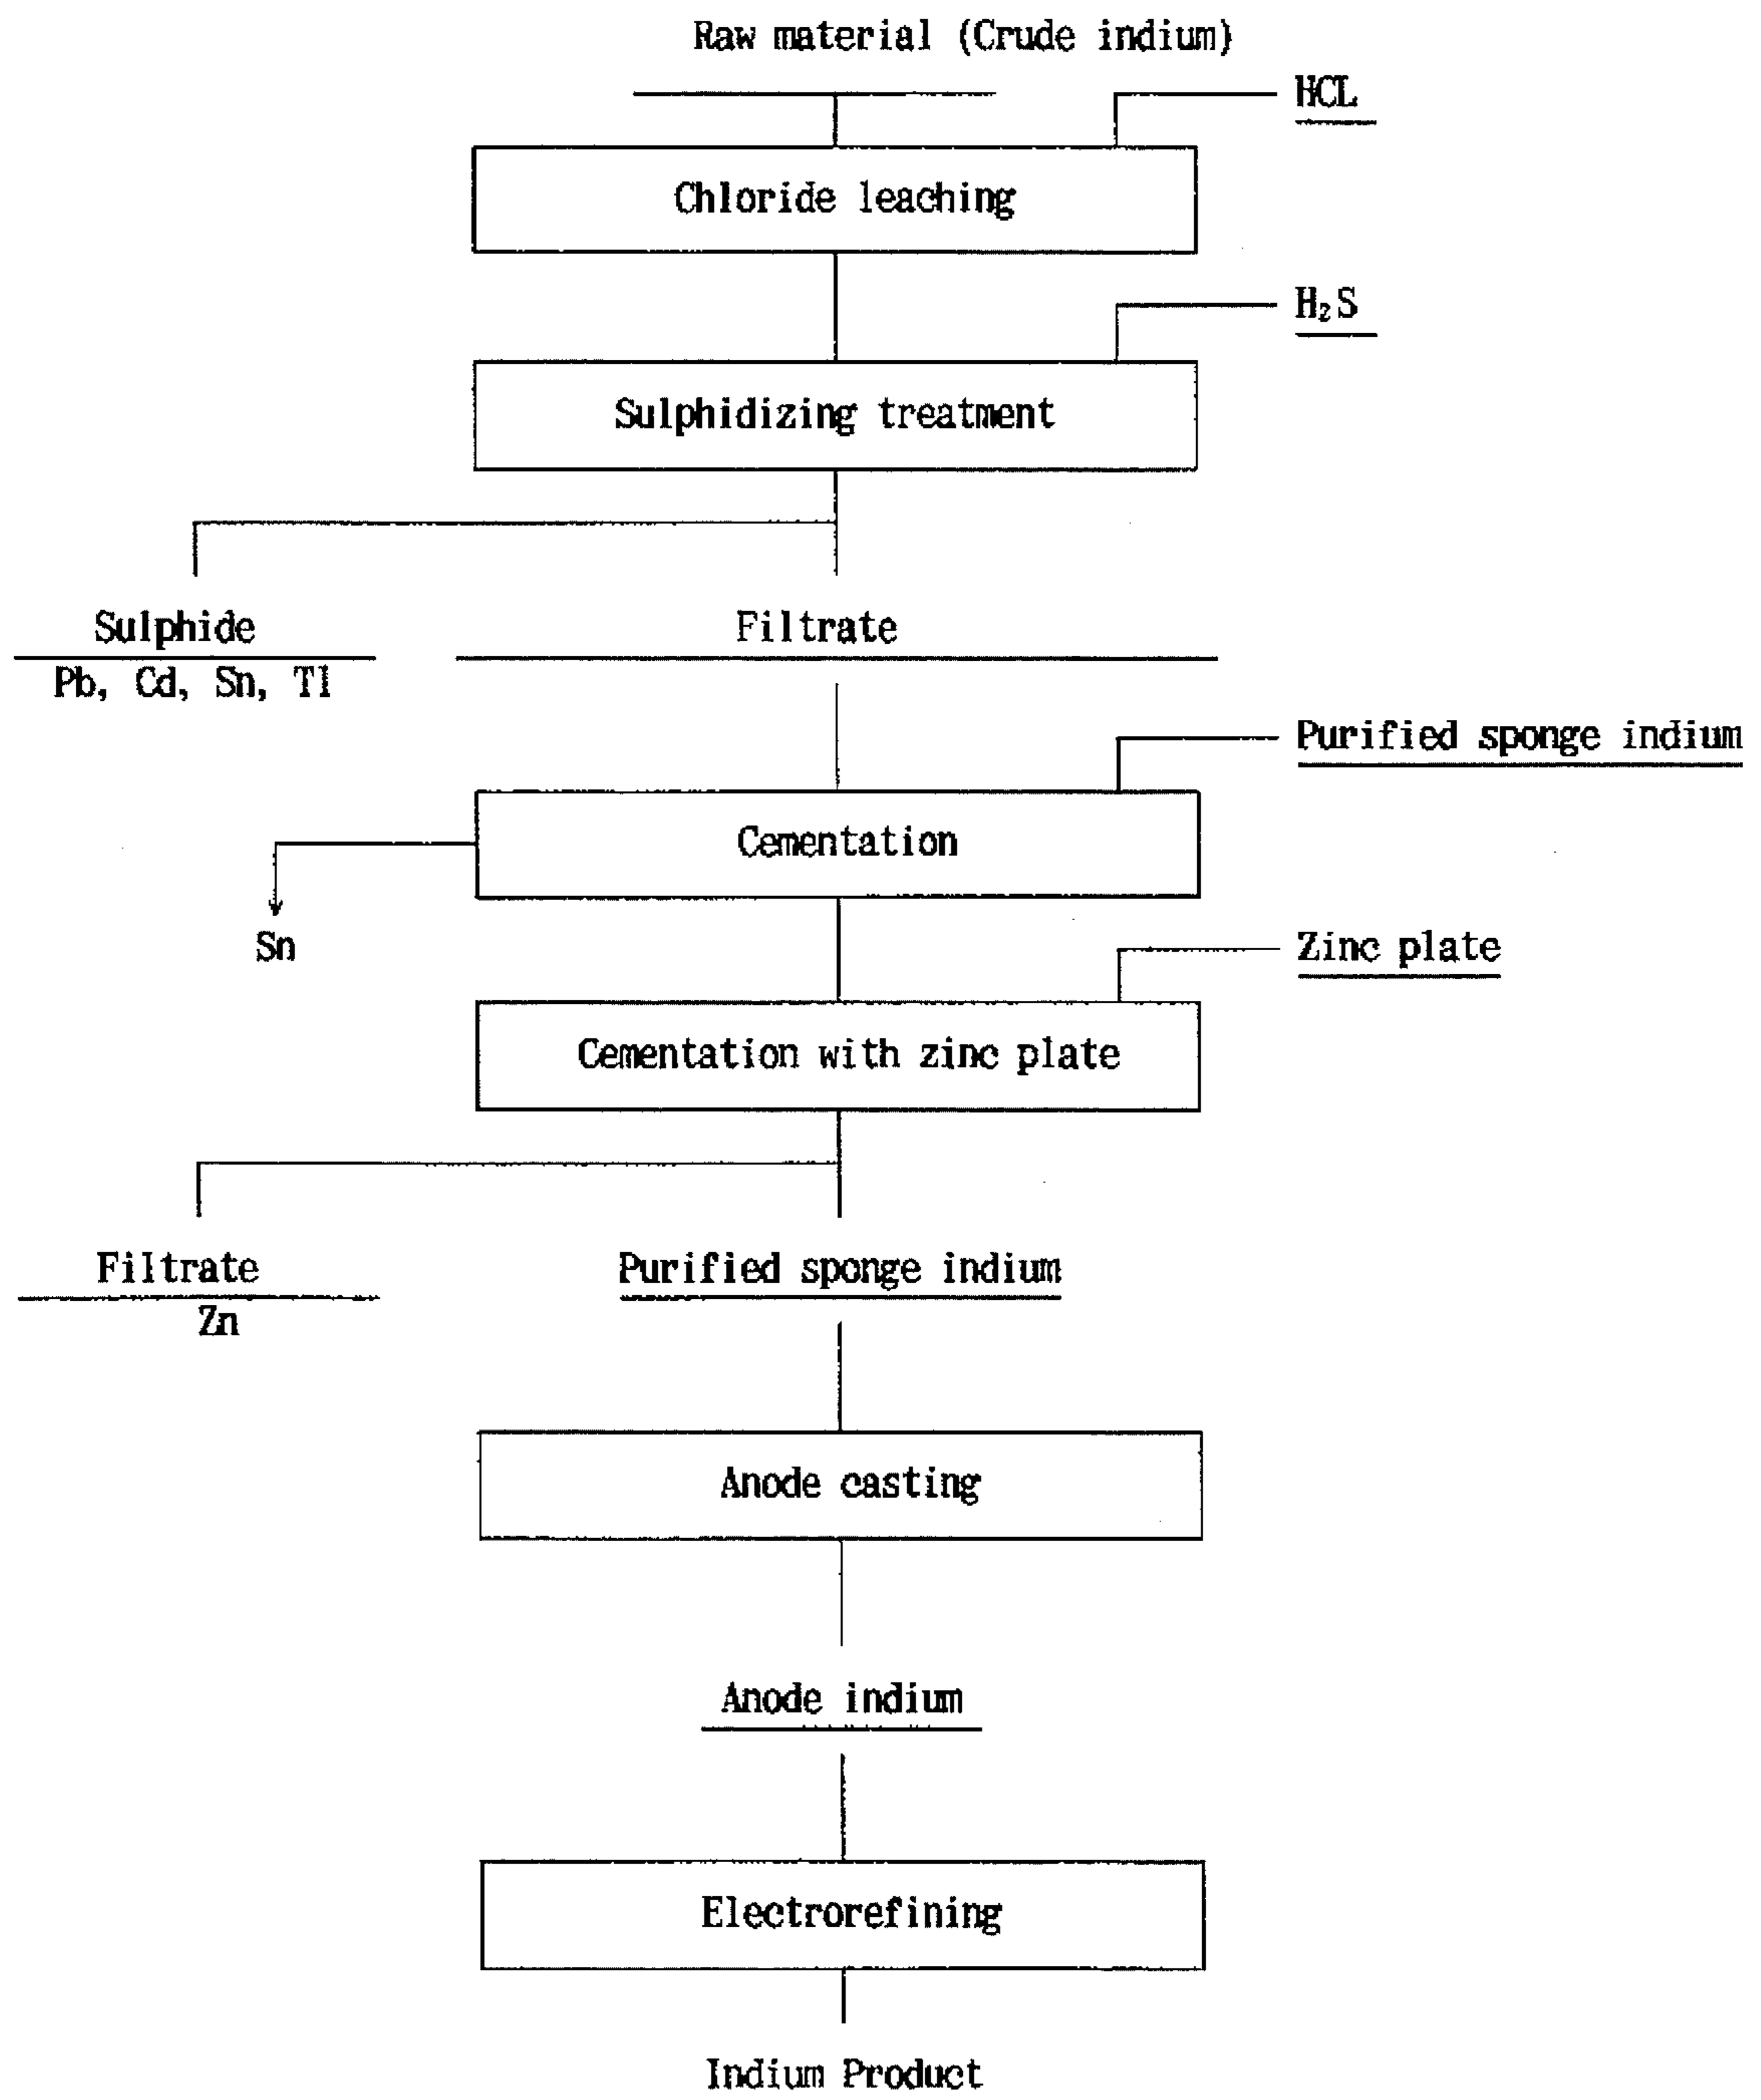 Raw material (Crude indium)
HCL
Chloride leaching
H₂S
Sulphidizing treatment
Sulphide
Filtrate
Pb, Cd, Sn, Tl
Purified sponge indium
Cementation
Sn
Zinc plate
Cementation with zinc plate
Filtrate
Purified sponge indium
Zn
Anode casting
Anode indium
Electrorefining
Indium Product